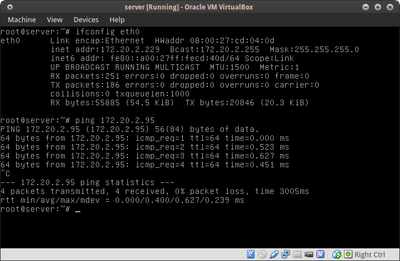 server [Running] - Oracle VM VirtualBox
Machine View Devices Help
root@server:~# ifconfig eth0
eth0 Link encap:Ethernet HWaddr 08:00:27:cd:04:0d
inet addr:172.20.2.229 Bcast:172.20.2.255 Mask:255.255.255.0
inet6 addr: fe80::a00:27ff:fecd:40d/64 Scope:Link
UP BROADCAST RUNNING MULTICAST MTU:1500 Metric:1
RX packets:251 errors:0 dropped:0 overruns:0 frame:0
TX packets:186 errors:0 dropped:0 overruns:0 carrier:0
collisions:0 txqueuelen:1000
RX bytes:55885 (54.5 KiB) TX bytes:20846 (20.3 KiB)
root@server:~# ping 172.20.2.95
PING 172.20.2.95 (172.20.2.95) 56(84) bytes of data.
64 bytes from 172.20.2.95: icmp_req=1 ttl=64 time=0.000 ms
64 bytes from 172.20.2.95: icmp_req=2 ttl=64 time=0.523 ms
64 bytes from 172.20.2.95: icmp_req=3 ttl=64 time=0.627 ms
64 bytes from 172.20.2.95: icmp_req=4 ttl=64 time=0.451 ms
^C
--- 172.20.2.95 ping statistics ---
4 packets transmitted, 4 received, 0% packet loss, time 3005ms
rtt min/avg/max/mdev = 0.000/0.400/0.627/0.239 ms
root@server:~# _
Right Ctrl